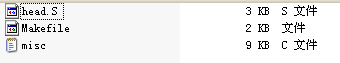 head.S 3 KB S 文件
Makefile 2 KB 文件
misc 9 KB C 文件